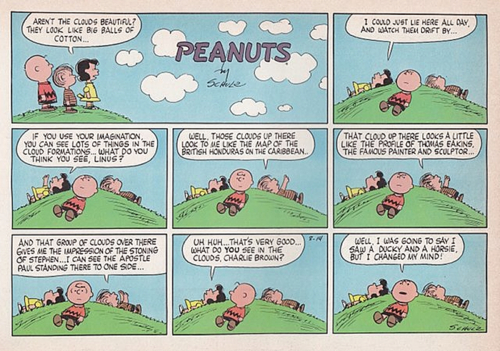 AREN'T THE CLOUDS BEAUTIFUL?
THEY LOOK LIKE BIG BALLS OF
COTTON...
PEANUTS
by
SCHULZ
I COULD JUST LIE HERE ALL DAY,
AND WATCH THEM DRIFT BY...
IF YOU USE YOUR IMAGINATION,
YOU CAN SEE LOTS OF THINGS IN THE
CLOUD FORMATIONS... WHAT DO YOU
THINK YOU SEE, LINUS?
WELL, THOSE CLOUDS UP THERE
LOOK TO ME LIKE THE MAP OF THE
BRITISH HONDURAS ON THE CARIBBEAN..
THAT CLOUD UP THERE LOOKS A LITTLE
LIKE THE PROFILE OF THOMAS EAKINS,
THE FAMOUS PAINTER AND SCULPTOR...
AND THAT GROUP OF CLOUDS OVER THERE
GIVES ME THE IMPRESSION OF THE STONING
OF STEPHEN...I CAN SEE THE APOSTLE
PAUL STANDING THERE TO ONE SIDE...
UH HUH...THAT'S VERY GOOD...
WHAT DO YOU SEE IN THE
CLOUDS, CHARLIE BROWN?
8-14
WELL, I WAS GOING TO SAY I
SAW A DUCKY AND A HORSIE,
BUT I CHANGED MY MIND!
SCHULZ